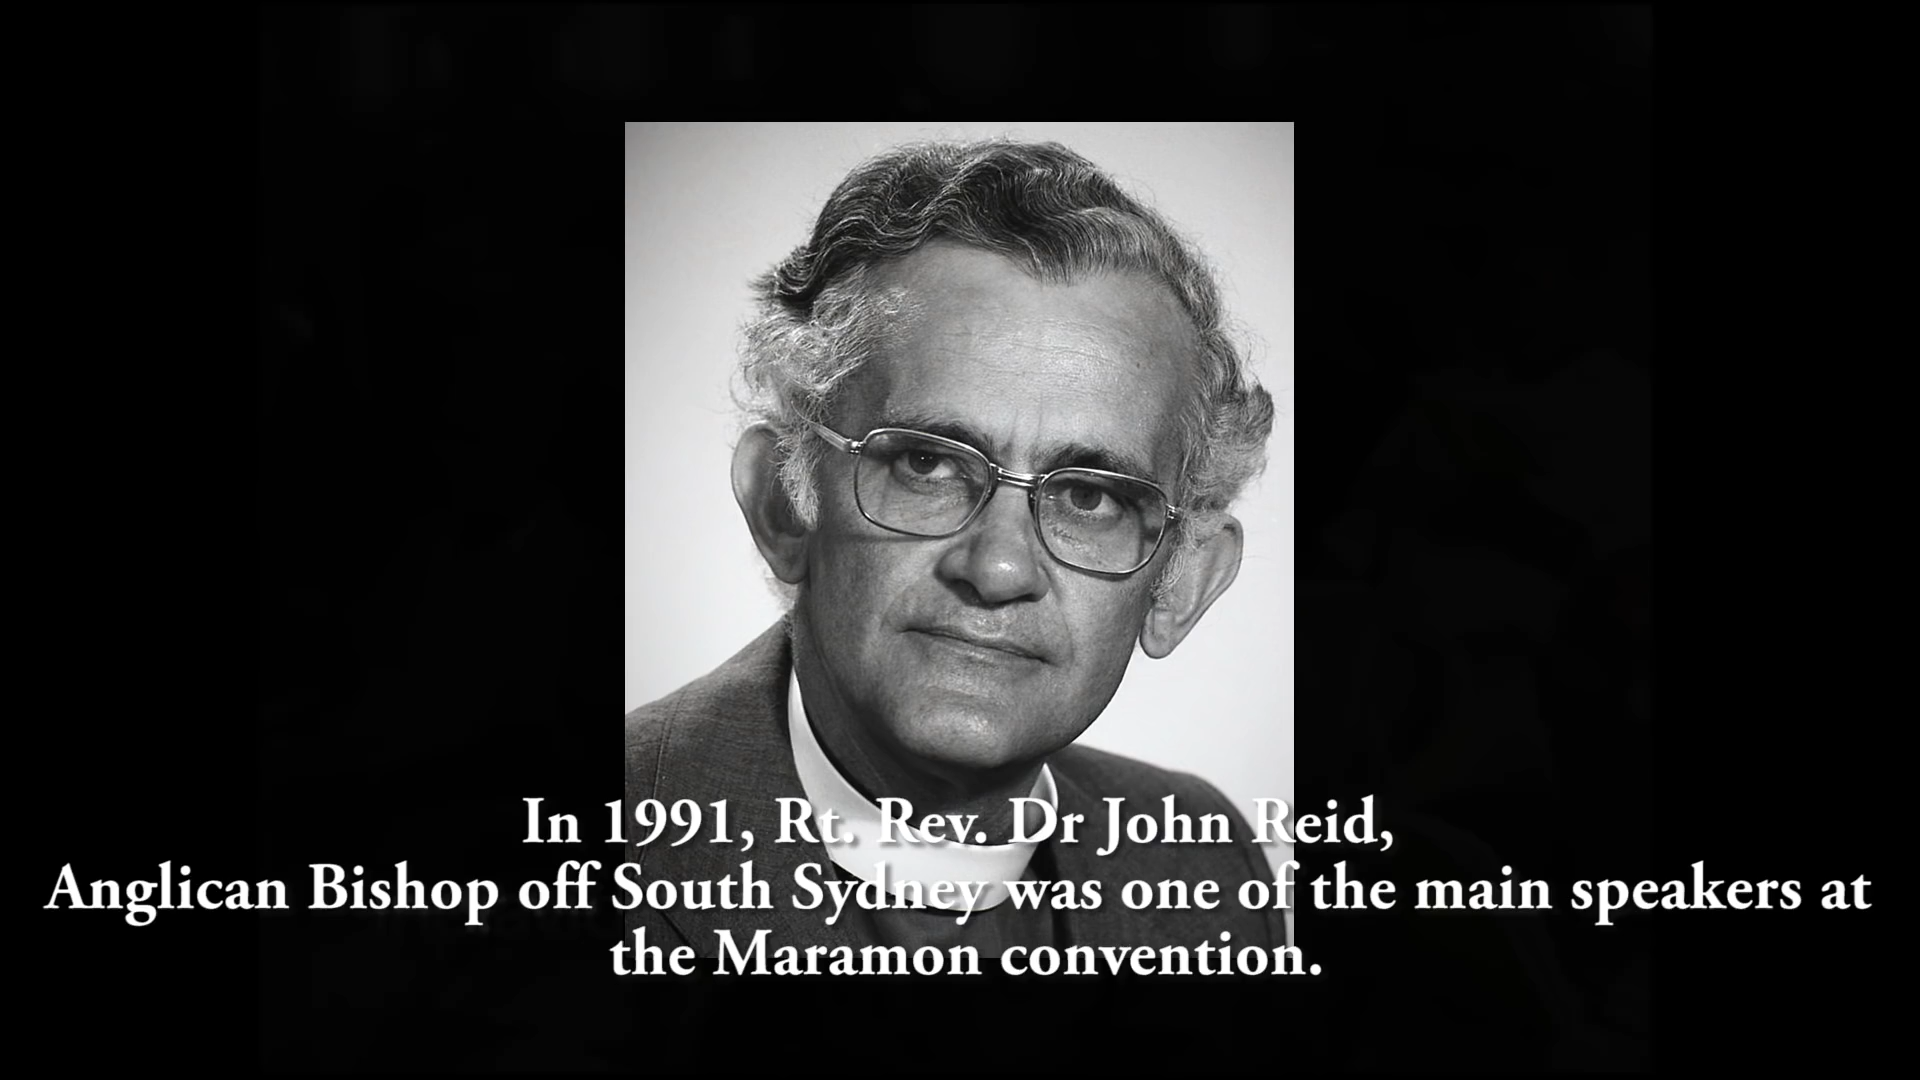 In 1991, Rt. Rev. Dr John Reid,
Anglican Bishop off South Sydney was one of the main speakers at
the Maramon convention.